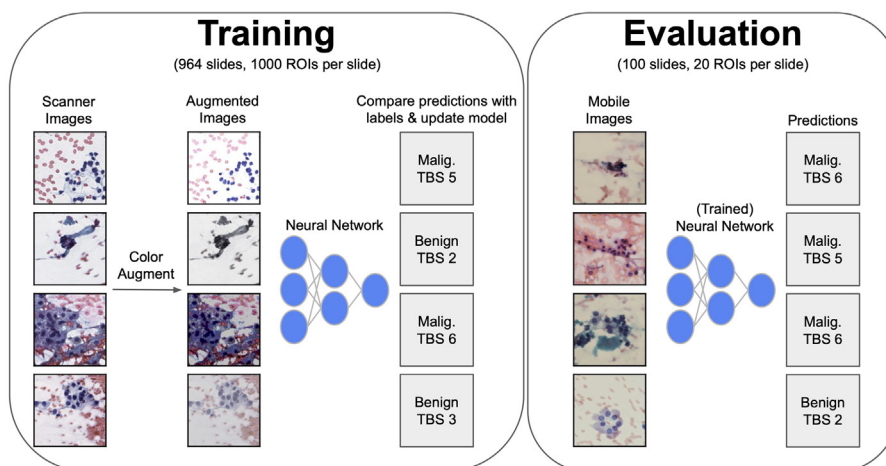 Training
(964 slides, 1000 ROIs per slide)
Scanner
Images
Augmented
Images
Compare predictions with
labels & update model
Color
Augment
Neural Network
Malig.
TBS 5
Benign
TBS 2
Malig.
TBS 6
Benign
TBS 3
Evaluation
(100 slides, 20 ROIs per slide)
Mobile
Images
Predictions
(Trained)
Neural Network
Malig.
TBS 6
Malig.
TBS 5
Malig.
TBS 6
Benign
TBS 2